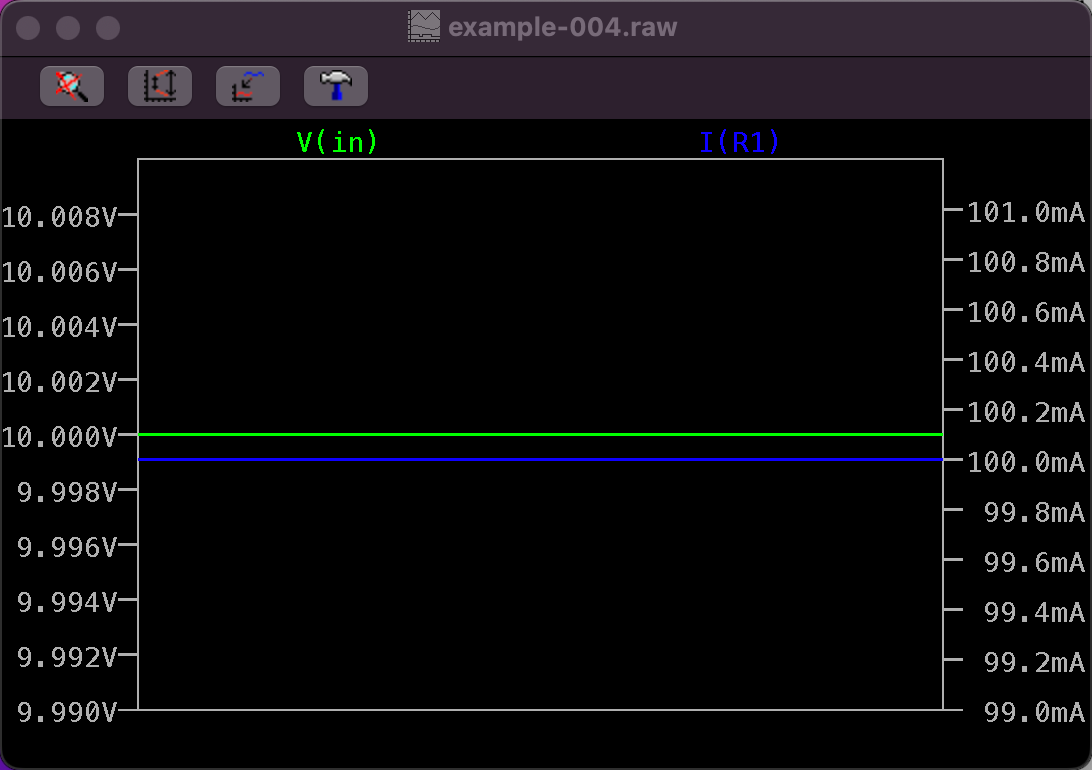 example-004.raw
V(in) I(R1)
10.008V 101.0mA
10.006V 100.8mA
10.004V 100.6mA
10.002V 100.4mA
10.000V 100.2mA
9.998V 100.0mA
9.996V 99.8mA
9.994V 99.6mA
9.992V 99.4mA
9.990V 99.2mA
99.0mA